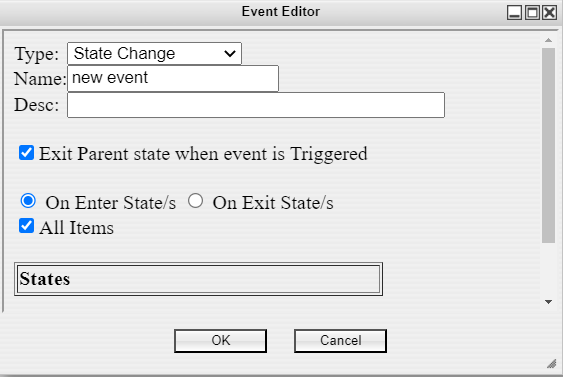 Event Editor
Type: State Change
Name: new event
Desc:
Exit Parent state when event is Triggered
On Enter State/s On Exit State/s
All Items
States
OK Cancel